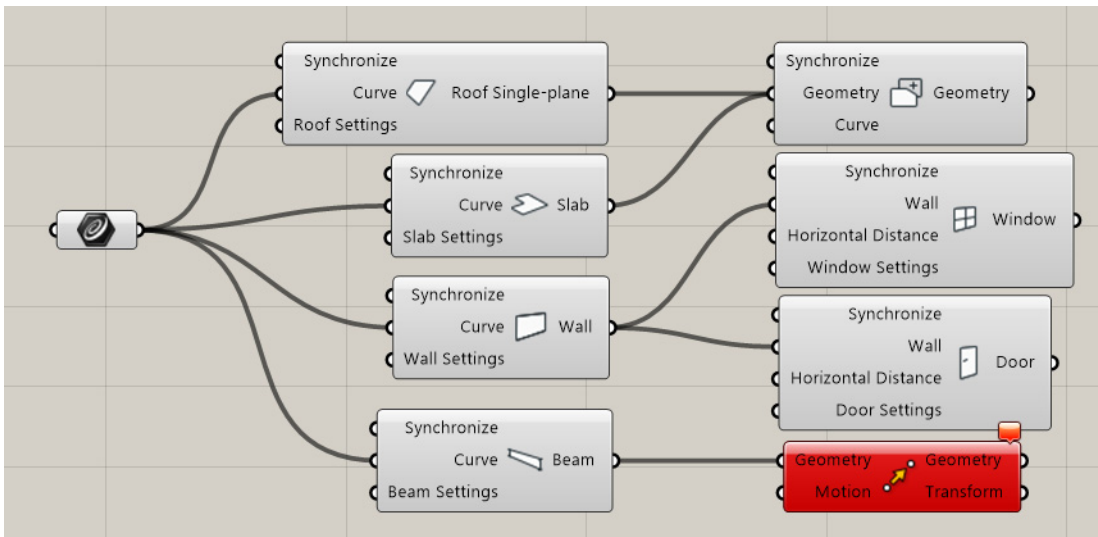 Synchronize
Curve Roof Single-plane
Roof Settings
Synchronize
Geometry Geometry
Curve
Synchronize
Curve Slab
Slab Settings
Synchronize
Wall
Window
Horizontal Distance
Window Settings
Synchronize
Curve Wall
Wall Settings
Synchronize
Wall
Door
Horizontal Distance
Door Settings
Synchronize
Curve Beam
Beam Settings
Geometry Geometry
Motion Transform